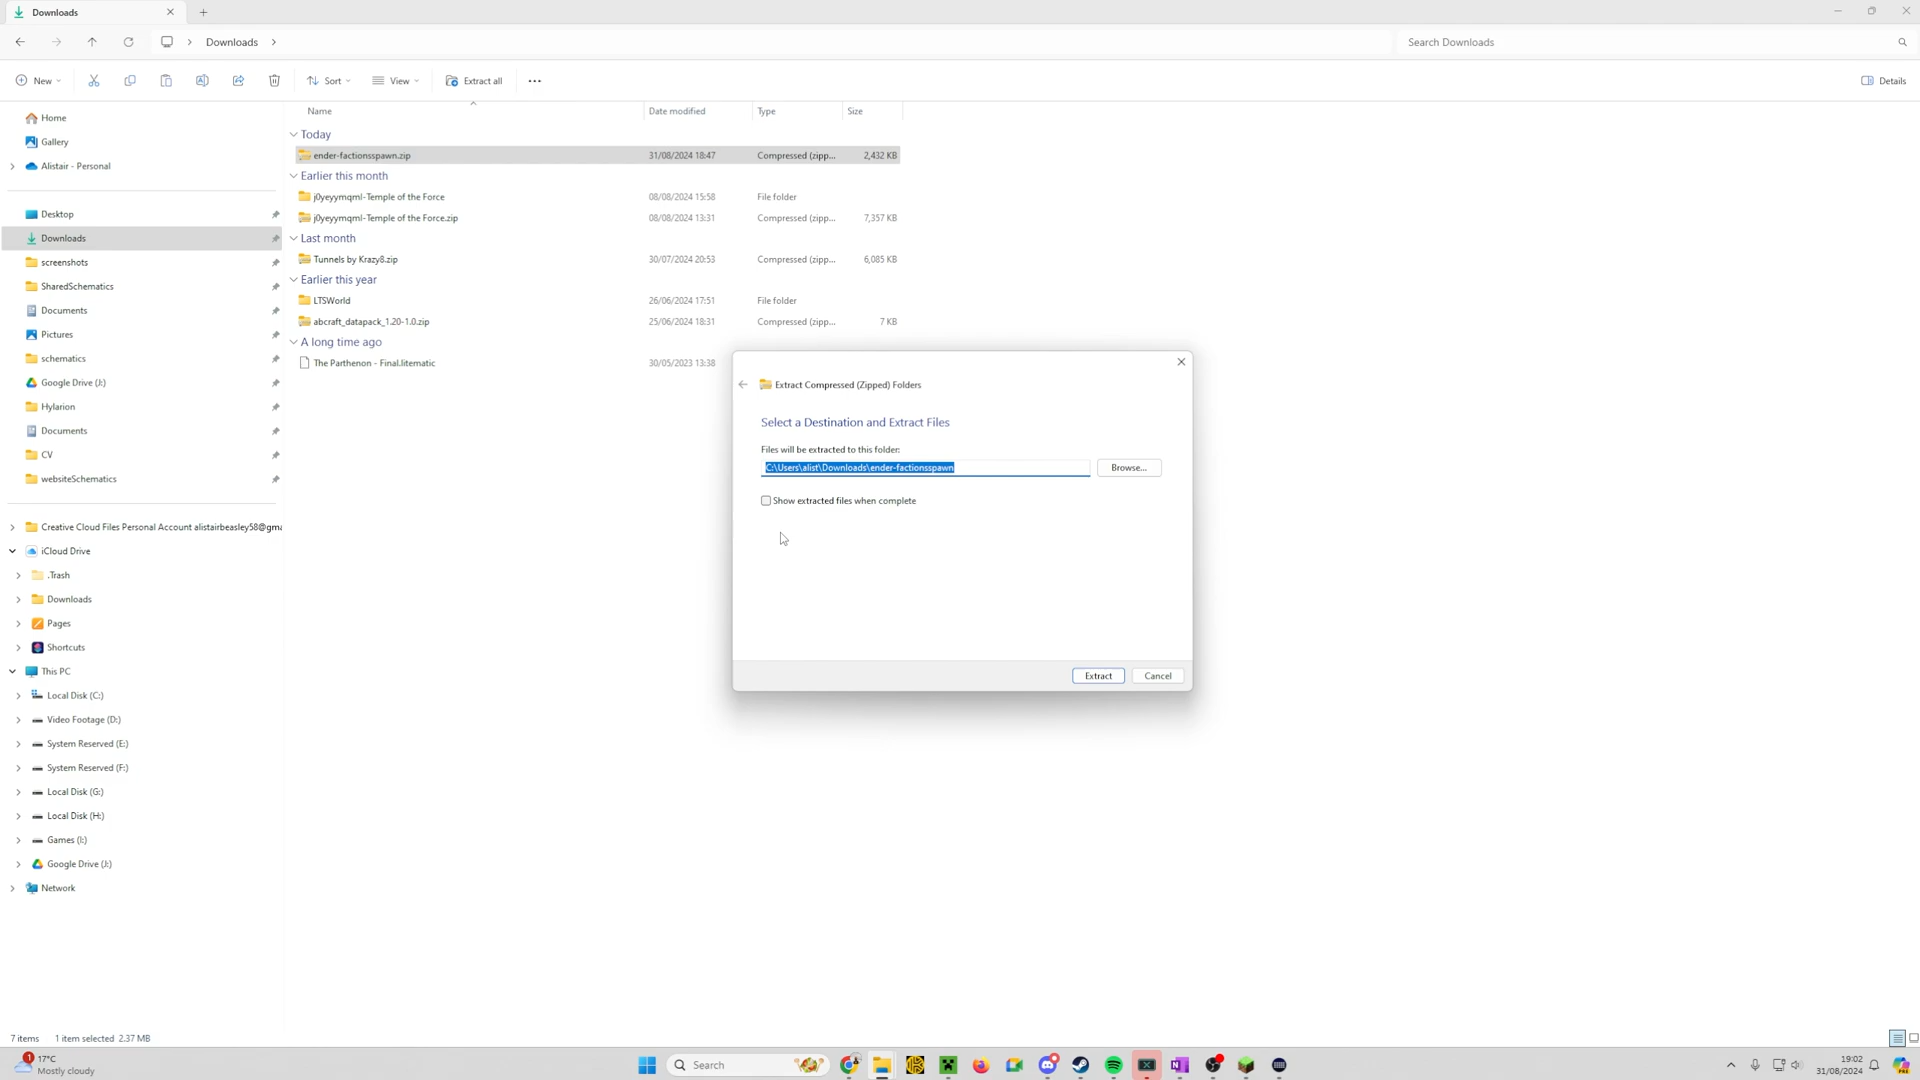 Downloads
Downloads
Search Downloads
New
Sort
View
Extract all
Details
Name Date modified Type Size
Today
ender-factionsspawn.zip 31/08/2024 18:47 Compressed (zipp... 2,432 KB
Earlier this month
j0yeyymqml-Temple of the Force 08/08/2024 15:58 File folder
j0yeyymqml-Temple of the Force.zip 08/08/2024 13:31 Compressed (zipp... 7,357 KB
Last month
Tunnels by Krazy8.zip 30/07/2024 20:53 Compressed (zipp... 6,085 KB
Earlier this year
LTSWorld 26/06/2024 17:51 File folder
abcraft_datapack_1.20-1.0.zip 25/06/2024 18:31 Compressed (zipp... 7 KB
A long time ago
The Parthenon - Final.litematic 30/05/2023 13:38
Home
Gallery
Alistair - Personal
Desktop
Downloads
screenshots
SharedSchematics
Documents
Pictures
schematics
Google Drive (J:)
Hylarion
Documents
CV
websiteSchematics
Creative Cloud Files Personal Account alistairbeasley58@gma
iCloud Drive
.Trash
Downloads
Pages
Shortcuts
This PC
Local Disk (C:)
Video Footage (D:)
System Reserved (E:)
System Reserved (F:)
Local Disk (G:)
Local Disk (H:)
Games (I:)
Google Drive (J:)
Network
Extract Compressed (Zipped) Folders
Select a Destination and Extract Files
Files will be extracted to this folder:
C:\Users\alist\Downloads\ender-factionsspawn
Browse...
Show extracted files when complete
Extract Cancel
7 items 1 item selected 2.37 MB
1
17°C
Mostly cloudy
Search
19:02
31/08/2024
PRE